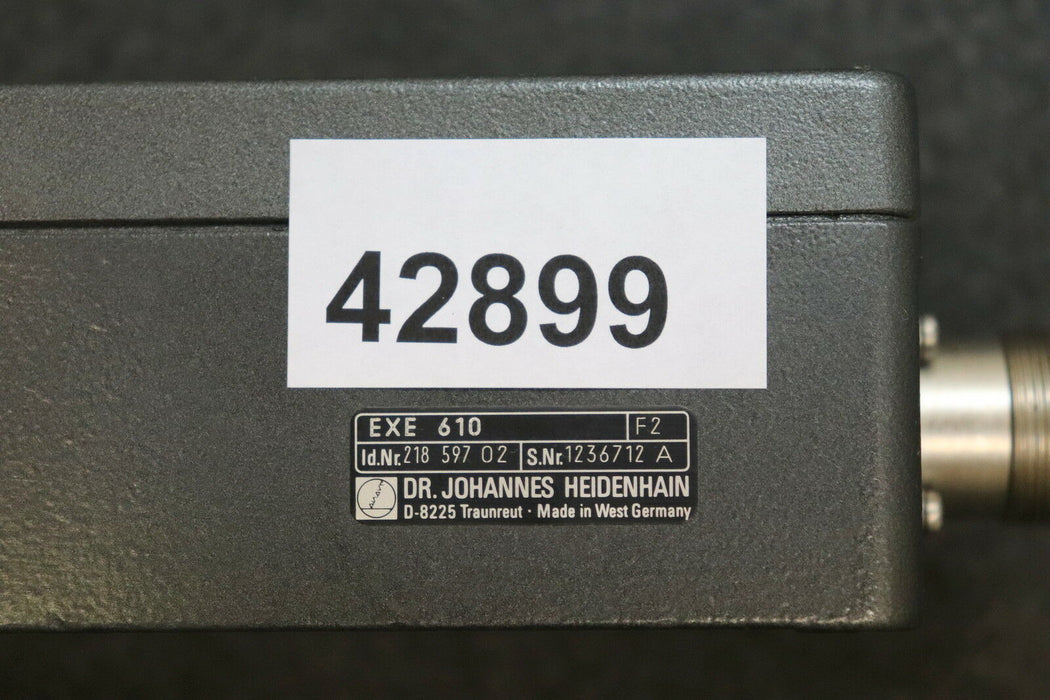 42899
EXE 610 F2
Id.Nr. 218 597 02 S.Nr. 1236712 A
DR. JOHANNES HEIDENHAIN
D-8225 Traunreut · Made in West Germany